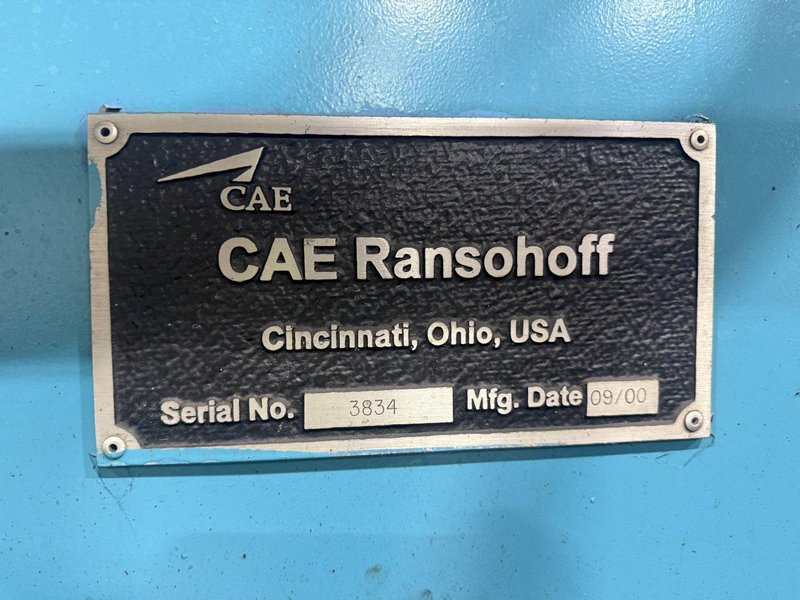 CAE
CAE Ransohoff
Cincinnati, Ohio, USA
Serial No. 3834 Mfg. Date 09/00